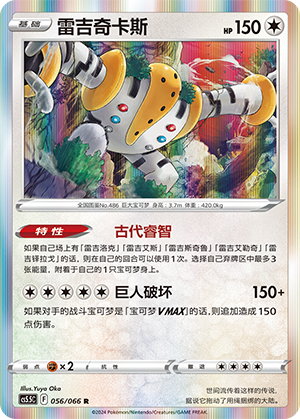 基础 雷吉奇卡斯 HP 150
全国图鉴No.486 巨大宝可梦 身高：3.7m 体重：420.0kg
特性 古代睿智
如果自己场上有「雷吉洛克」「雷吉艾斯」「雷吉斯奇鲁」「雷吉艾勒奇」「雷
吉铎拉戈」的话，则在自己的回合可以使用1次。选择自己弃牌区中最多3
张能量，附着于自己的1只宝可梦身上。
巨人破坏 150+
如果对手的战斗宝可梦是「宝可梦VMAX」的话，则追加造成150
点伤害。
弱点 ×2 抗性 撤退
Illus.Yuya Oka
CS5.5C F 056/066 R
世间流传着这样的传说，
据说它拖动了用绳捆绑的大陆。
©2024 Pokémon/Nintendo/Creatures/GAME FREAK.